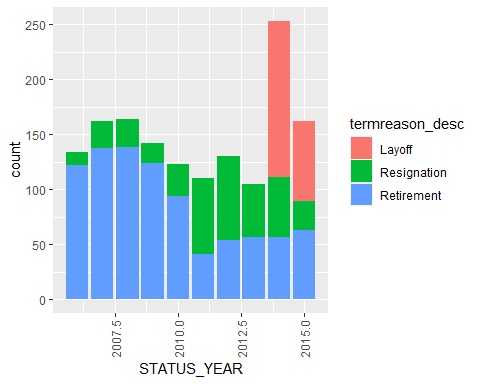 250
200
150
100
50
0
count
2007.5
2010.0
2012.5
2015.0
STATUS_YEAR
termreason_desc
Layoff
Resignation
Retirement